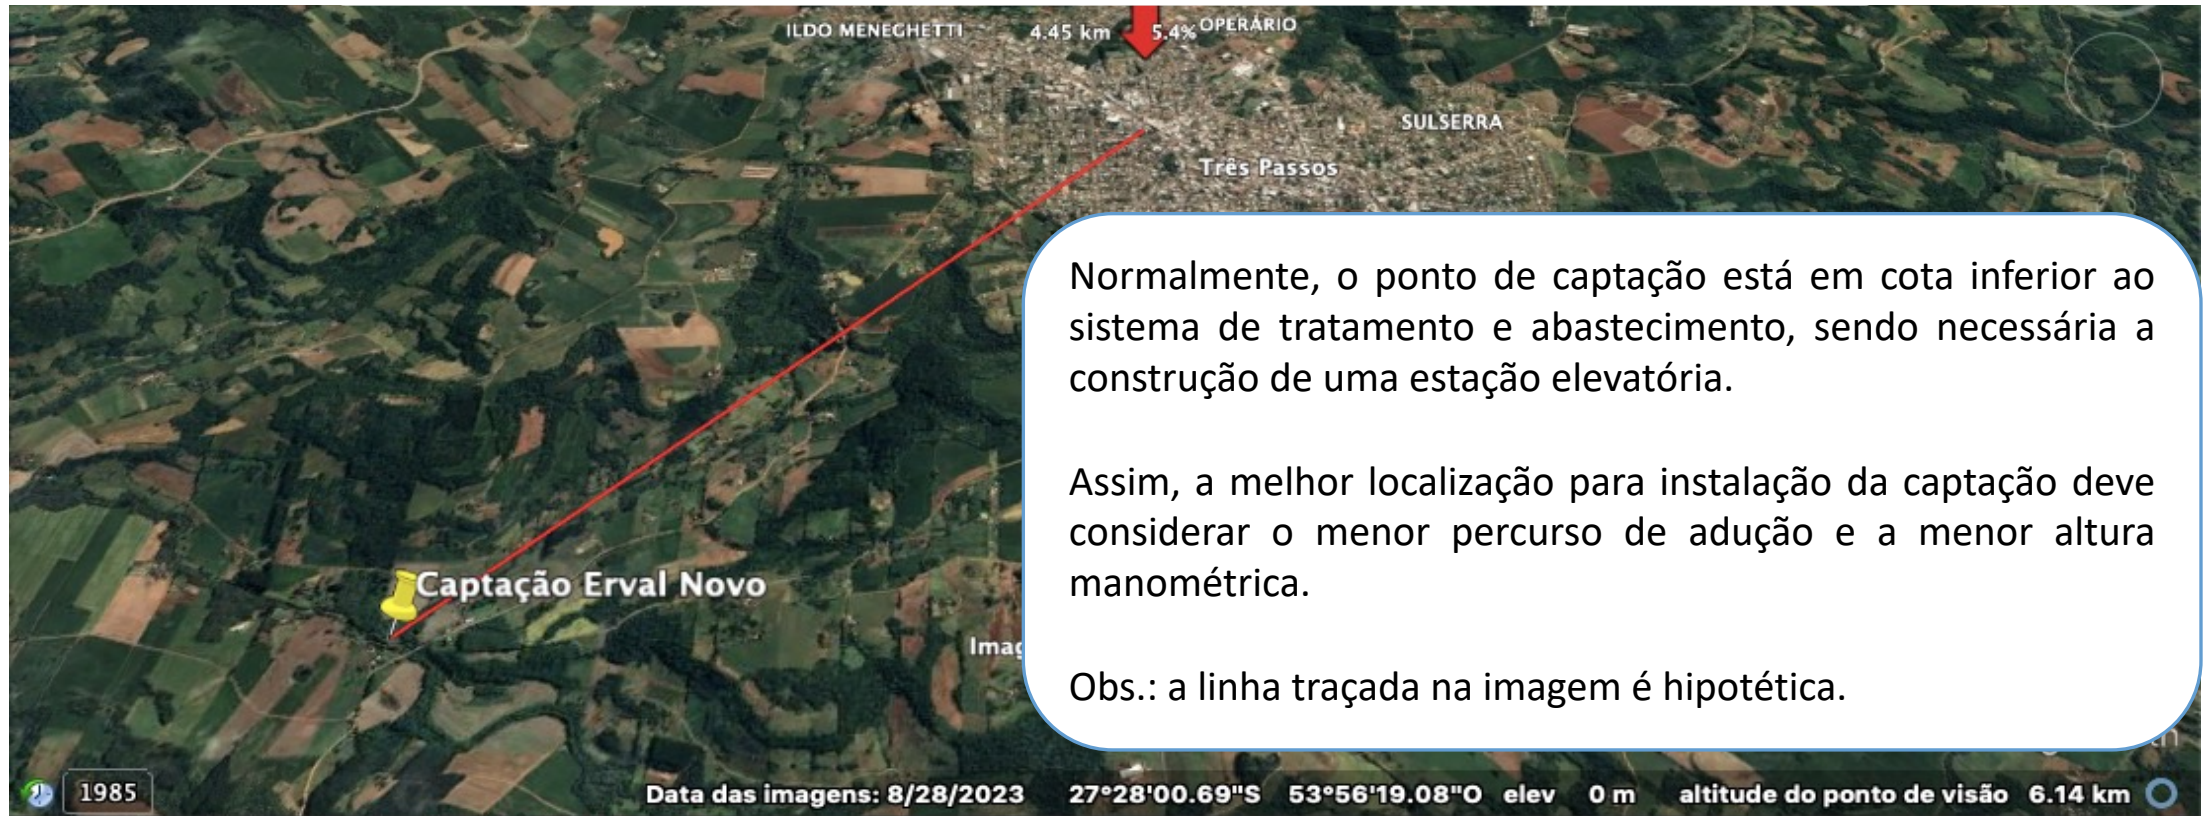 ILDO MENEGHETTI
4.45 km
5.4%
OPERÁRIO
SULSERRA
Três Passos
Normalmente, o ponto de captação está em cota inferior ao
sistema de tratamento e abastecimento, sendo necessária a
construção de uma estação elevatória.
Assim, a melhor localização para instalação da captação deve
considerar o menor percurso de adução e a menor altura
manométrica.
Obs.: a linha traçada na imagem é hipotética.
Captação Erval Novo
1985
Data das imagens: 8/28/2023 27°28'00.69"S 53°56'19.08"O elev 0 m altitude do ponto de visão 6.14 km